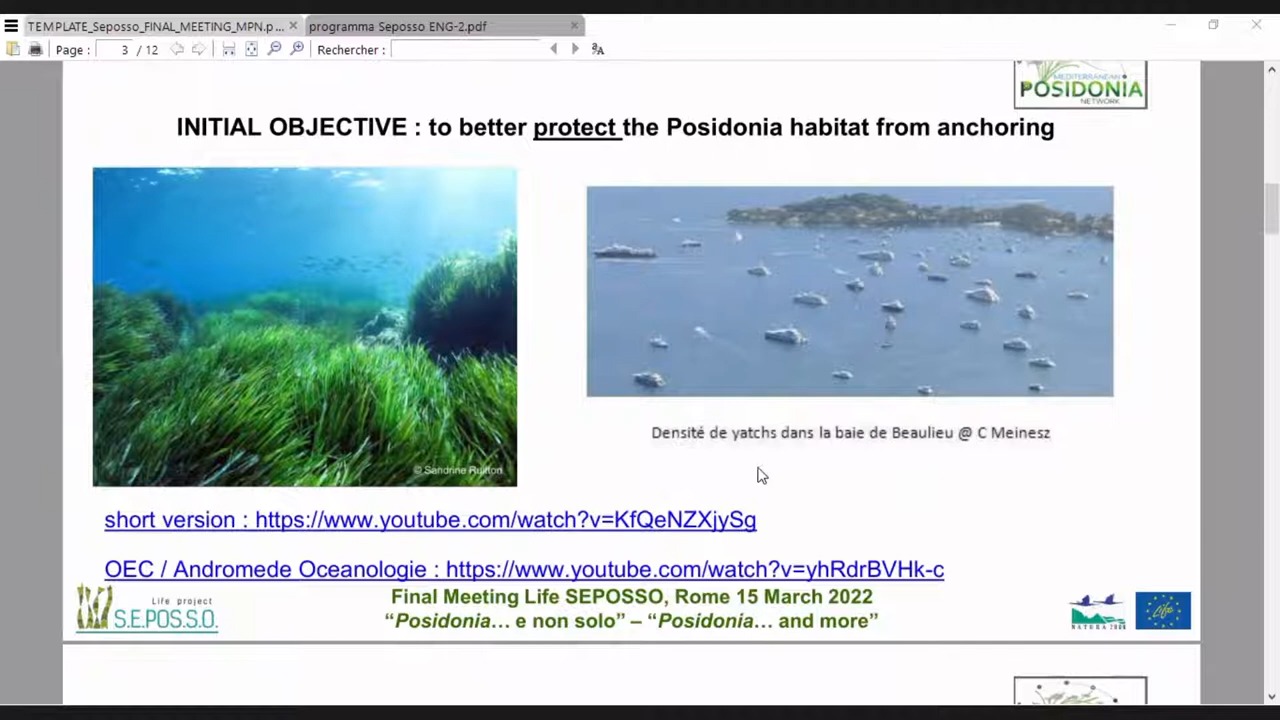 TEMPLATE_Seposso_FINAL_MEETING_MPN.p...
programma Seposso ENG-2.pdf
Page : 3 / 12 Rechercher :
MEDITERRANEAN
POSIDONIA
NETWORK
INITIAL OBJECTIVE : to better protect the Posidonia habitat from anchoring
© Sandrine Ruitton
Densité de yatchs dans la baie de Beaulieu @ C Meinesz
short version : https://www.youtube.com/watch?v=KfQeNZXjySg
OEC / Andromede Oceanologie : https://www.youtube.com/watch?v=yhRdrBVHk-c
Life project
S.E.POS.S.O.
Final Meeting Life SEPOSSO, Rome 15 March 2022
“Posidonia… e non solo” – “Posidonia… and more”
NATURA 2000
Life